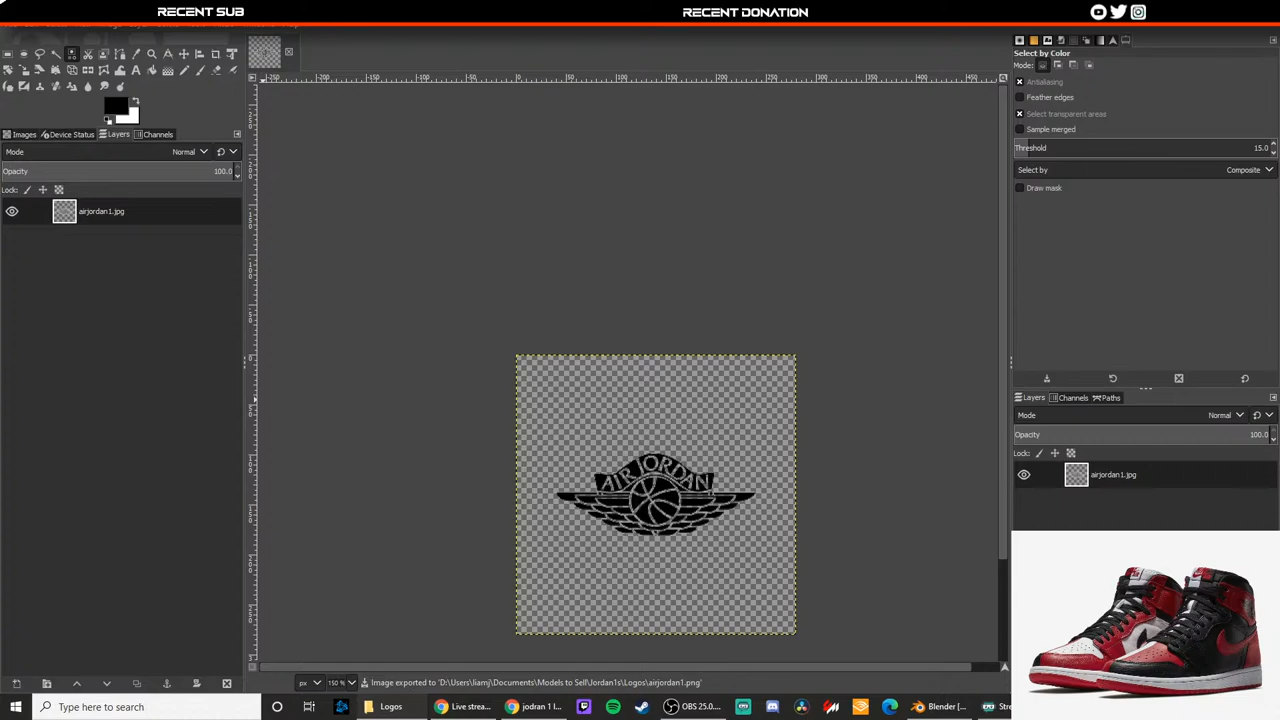 RECENT SUB
RECENT DONATION
Images
Device Status
Layers
Channels
Mode
Normal
Opacity
100.0
Lock:
airjordan1.jpg
AIR JORDAN
px
150 %
Image exported to 'D:\Users\liamj\Documents\Models to Sell\Jordan1s\Logos\airjordan1.png'
Select by Color
Mode:
Antialiasing
Feather edges
Select transparent areas
Sample merged
Threshold
15.0
Select by
Composite
Draw mask
Layers
Channels
Paths
Mode
Normal
Opacity
100.0
Lock:
airjordan1.jpg
Type here to search
Logos
Live stream...
jodran 1 l...
OBS 25.0...
Blender [...
Stre